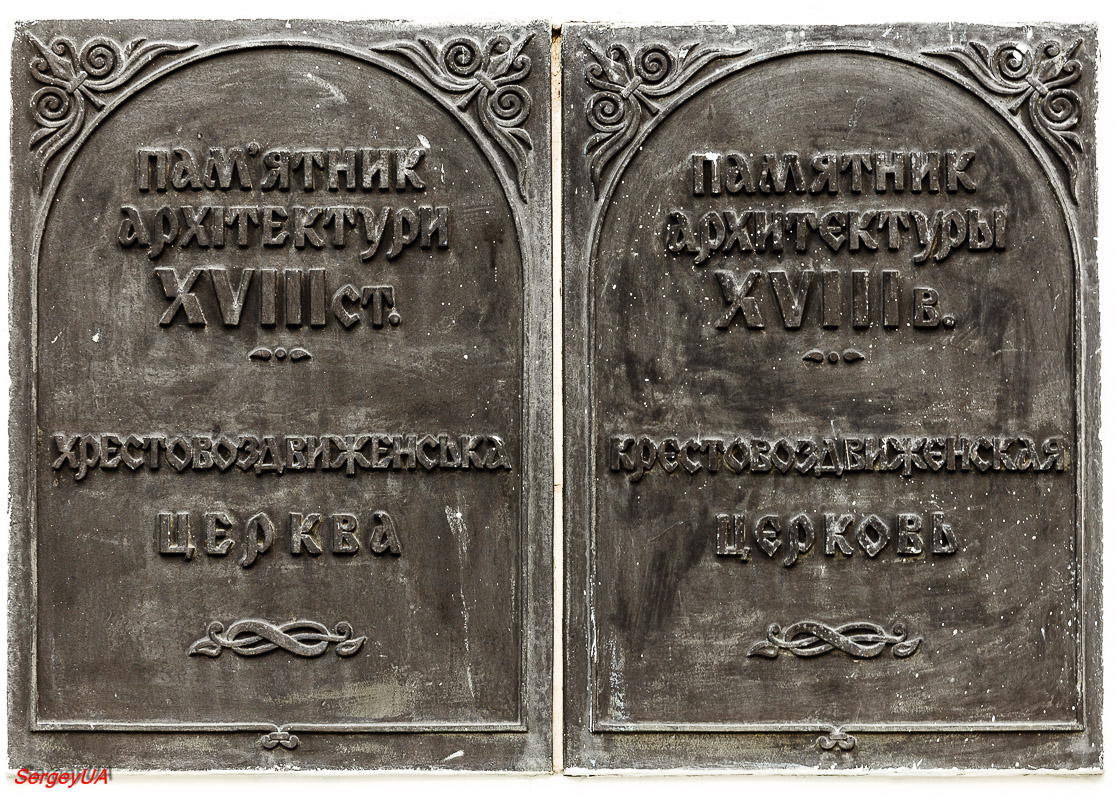 Пам'ятник
архітектури
XVIII ст.
Хрестовоздвиженська
церква
Памятник
архитектуры
XVIII в.
Крестовоздвиженская
церковь
SergeyUA